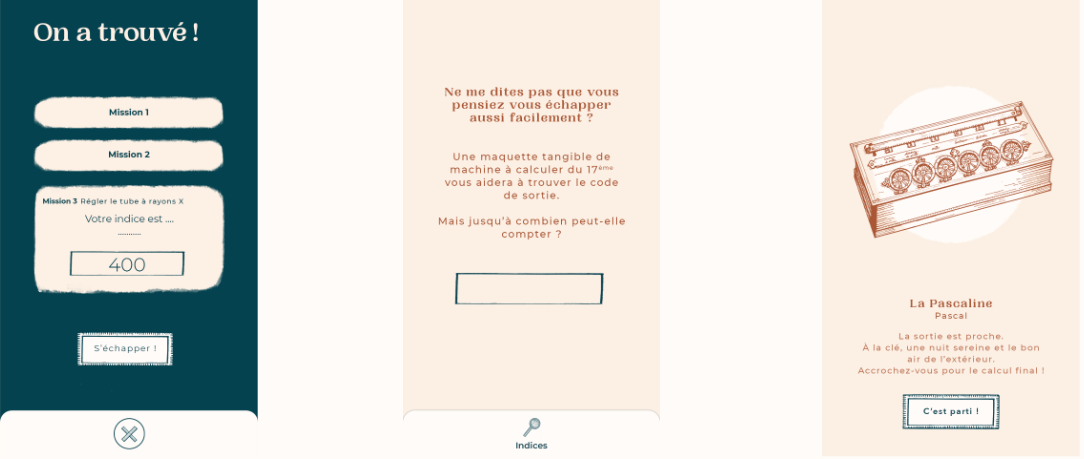 On a trouvé !
Mission 1
Mission 2
Mission 3 Régler le tube à rayons X
Votre indice est ....
...........
400
S'échapper !
Ne me dites pas que vous
pensiez vous échapper
aussi facilement ?
Une maquette tangible de
machine à calculer du 17ème
vous aidera à trouver le code
de sortie.
Mais jusqu'à combien peut-elle
compter ?
Indices
La Pascaline
Pascal
La sortie est proche.
À la clé, une nuit sereine et le bon
air de l'extérieur.
Accrochez-vous pour le calcul final !
C'est parti !